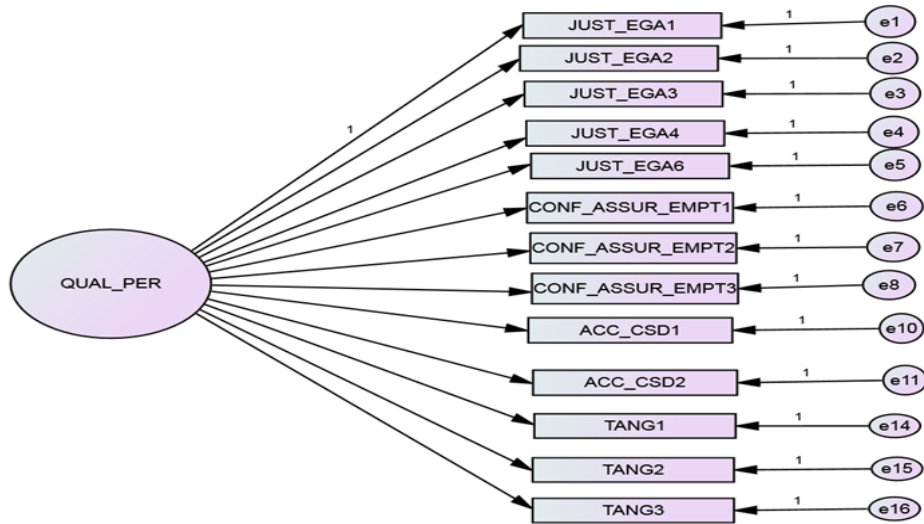 JUST_EGA1 1 e1
JUST_EGA2 1 e2
JUST_EGA3 1 e3
1
JUST_EGA4 1 e4
JUST_EGA6 1 e5
CONF_ASSUR_EMPT1 1 e6
CONF_ASSUR_EMPT2 1 e7
QUAL_PER
CONF_ASSUR_EMPT3 1 e8
ACC_CSD1 1 e10
ACC_CSD2 1 e11
TANG1 1 e14
TANG2 1 e15
TANG3 1 e16